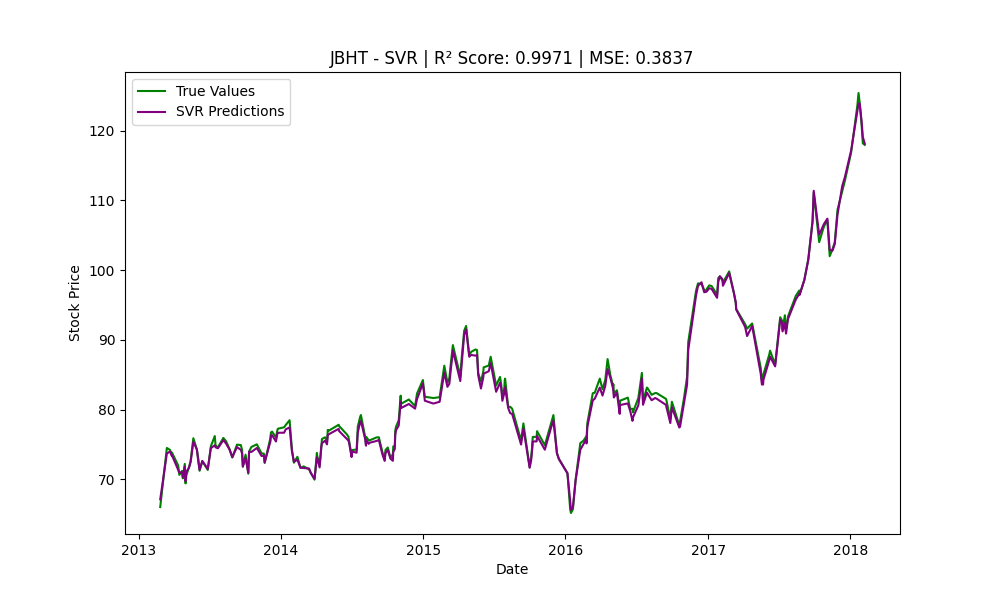 JBHT - SVR | R² Score: 0.9971 | MSE: 0.3837
True Values
SVR Predictions
Stock Price
120
110
100
90
80
70
2013 2014 2015 2016 2017 2018
Date